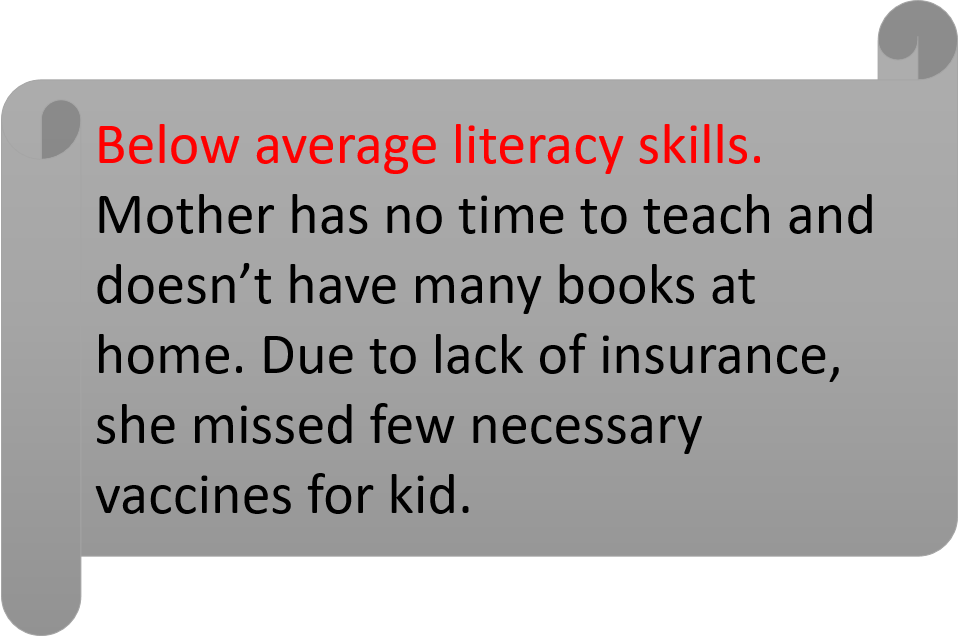 Below average literacy skills.
Mother has no time to teach and
doesn’t have many books at
home. Due to lack of insurance,
she missed few necessary
vaccines for kid.